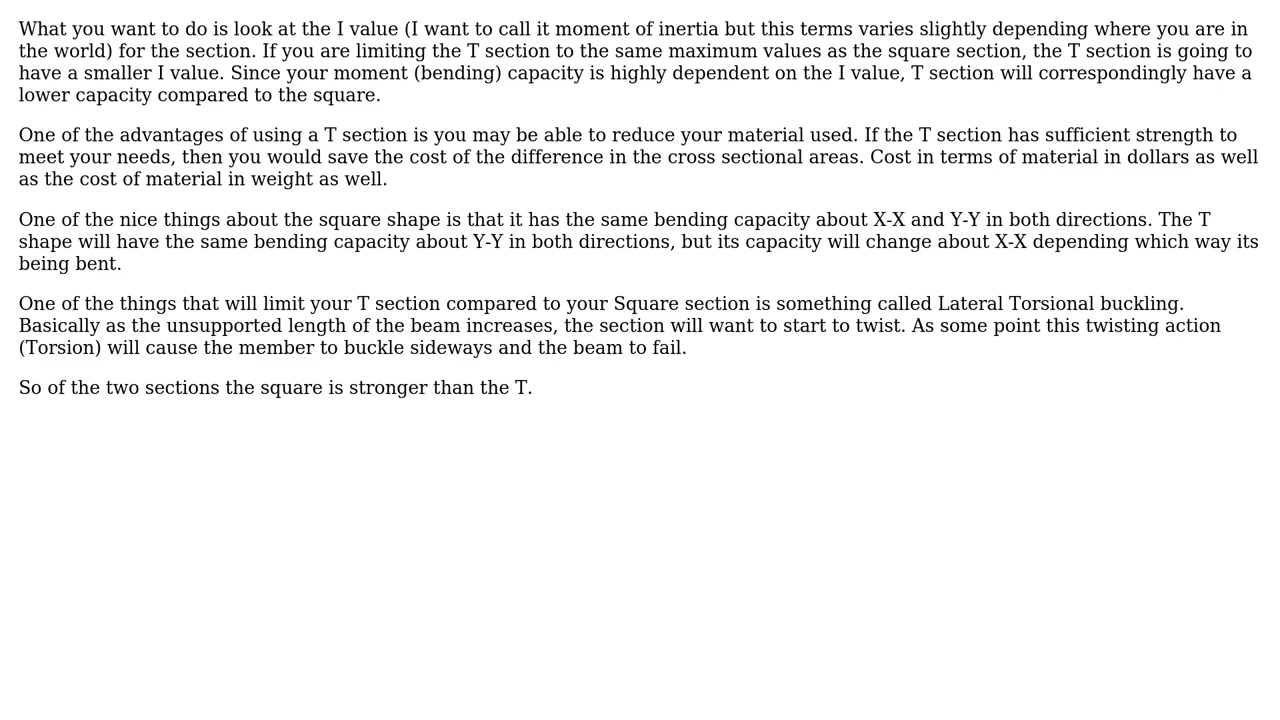 What you want to do is look at the I value (I want to call it moment of inertia but this terms varies slightly depending where you are in
the world) for the section. If you are limiting the T section to the same maximum values as the square section, the T section is going to
have a smaller I value. Since your moment (bending) capacity is highly dependent on the I value, T section will correspondingly have a
lower capacity compared to the square.
One of the advantages of using a T section is you may be able to reduce your material used. If the T section has sufficient strength to
meet your needs, then you would save the cost of the difference in the cross sectional areas. Cost in terms of material in dollars as well
as the cost of material in weight as well.
One of the nice things about the square shape is that it has the same bending capacity about X-X and Y-Y in both directions. The T
shape will have the same bending capacity about Y-Y in both directions, but its capacity will change about X-X depending which way its
being bent.
One of the things that will limit your T section compared to your Square section is something called Lateral Torsional buckling.
Basically as the unsupported length of the beam increases, the section will want to start to twist. As some point this twisting action
(Torsion) will cause the member to buckle sideways and the beam to fail.
So of the two sections the square is stronger than the T.